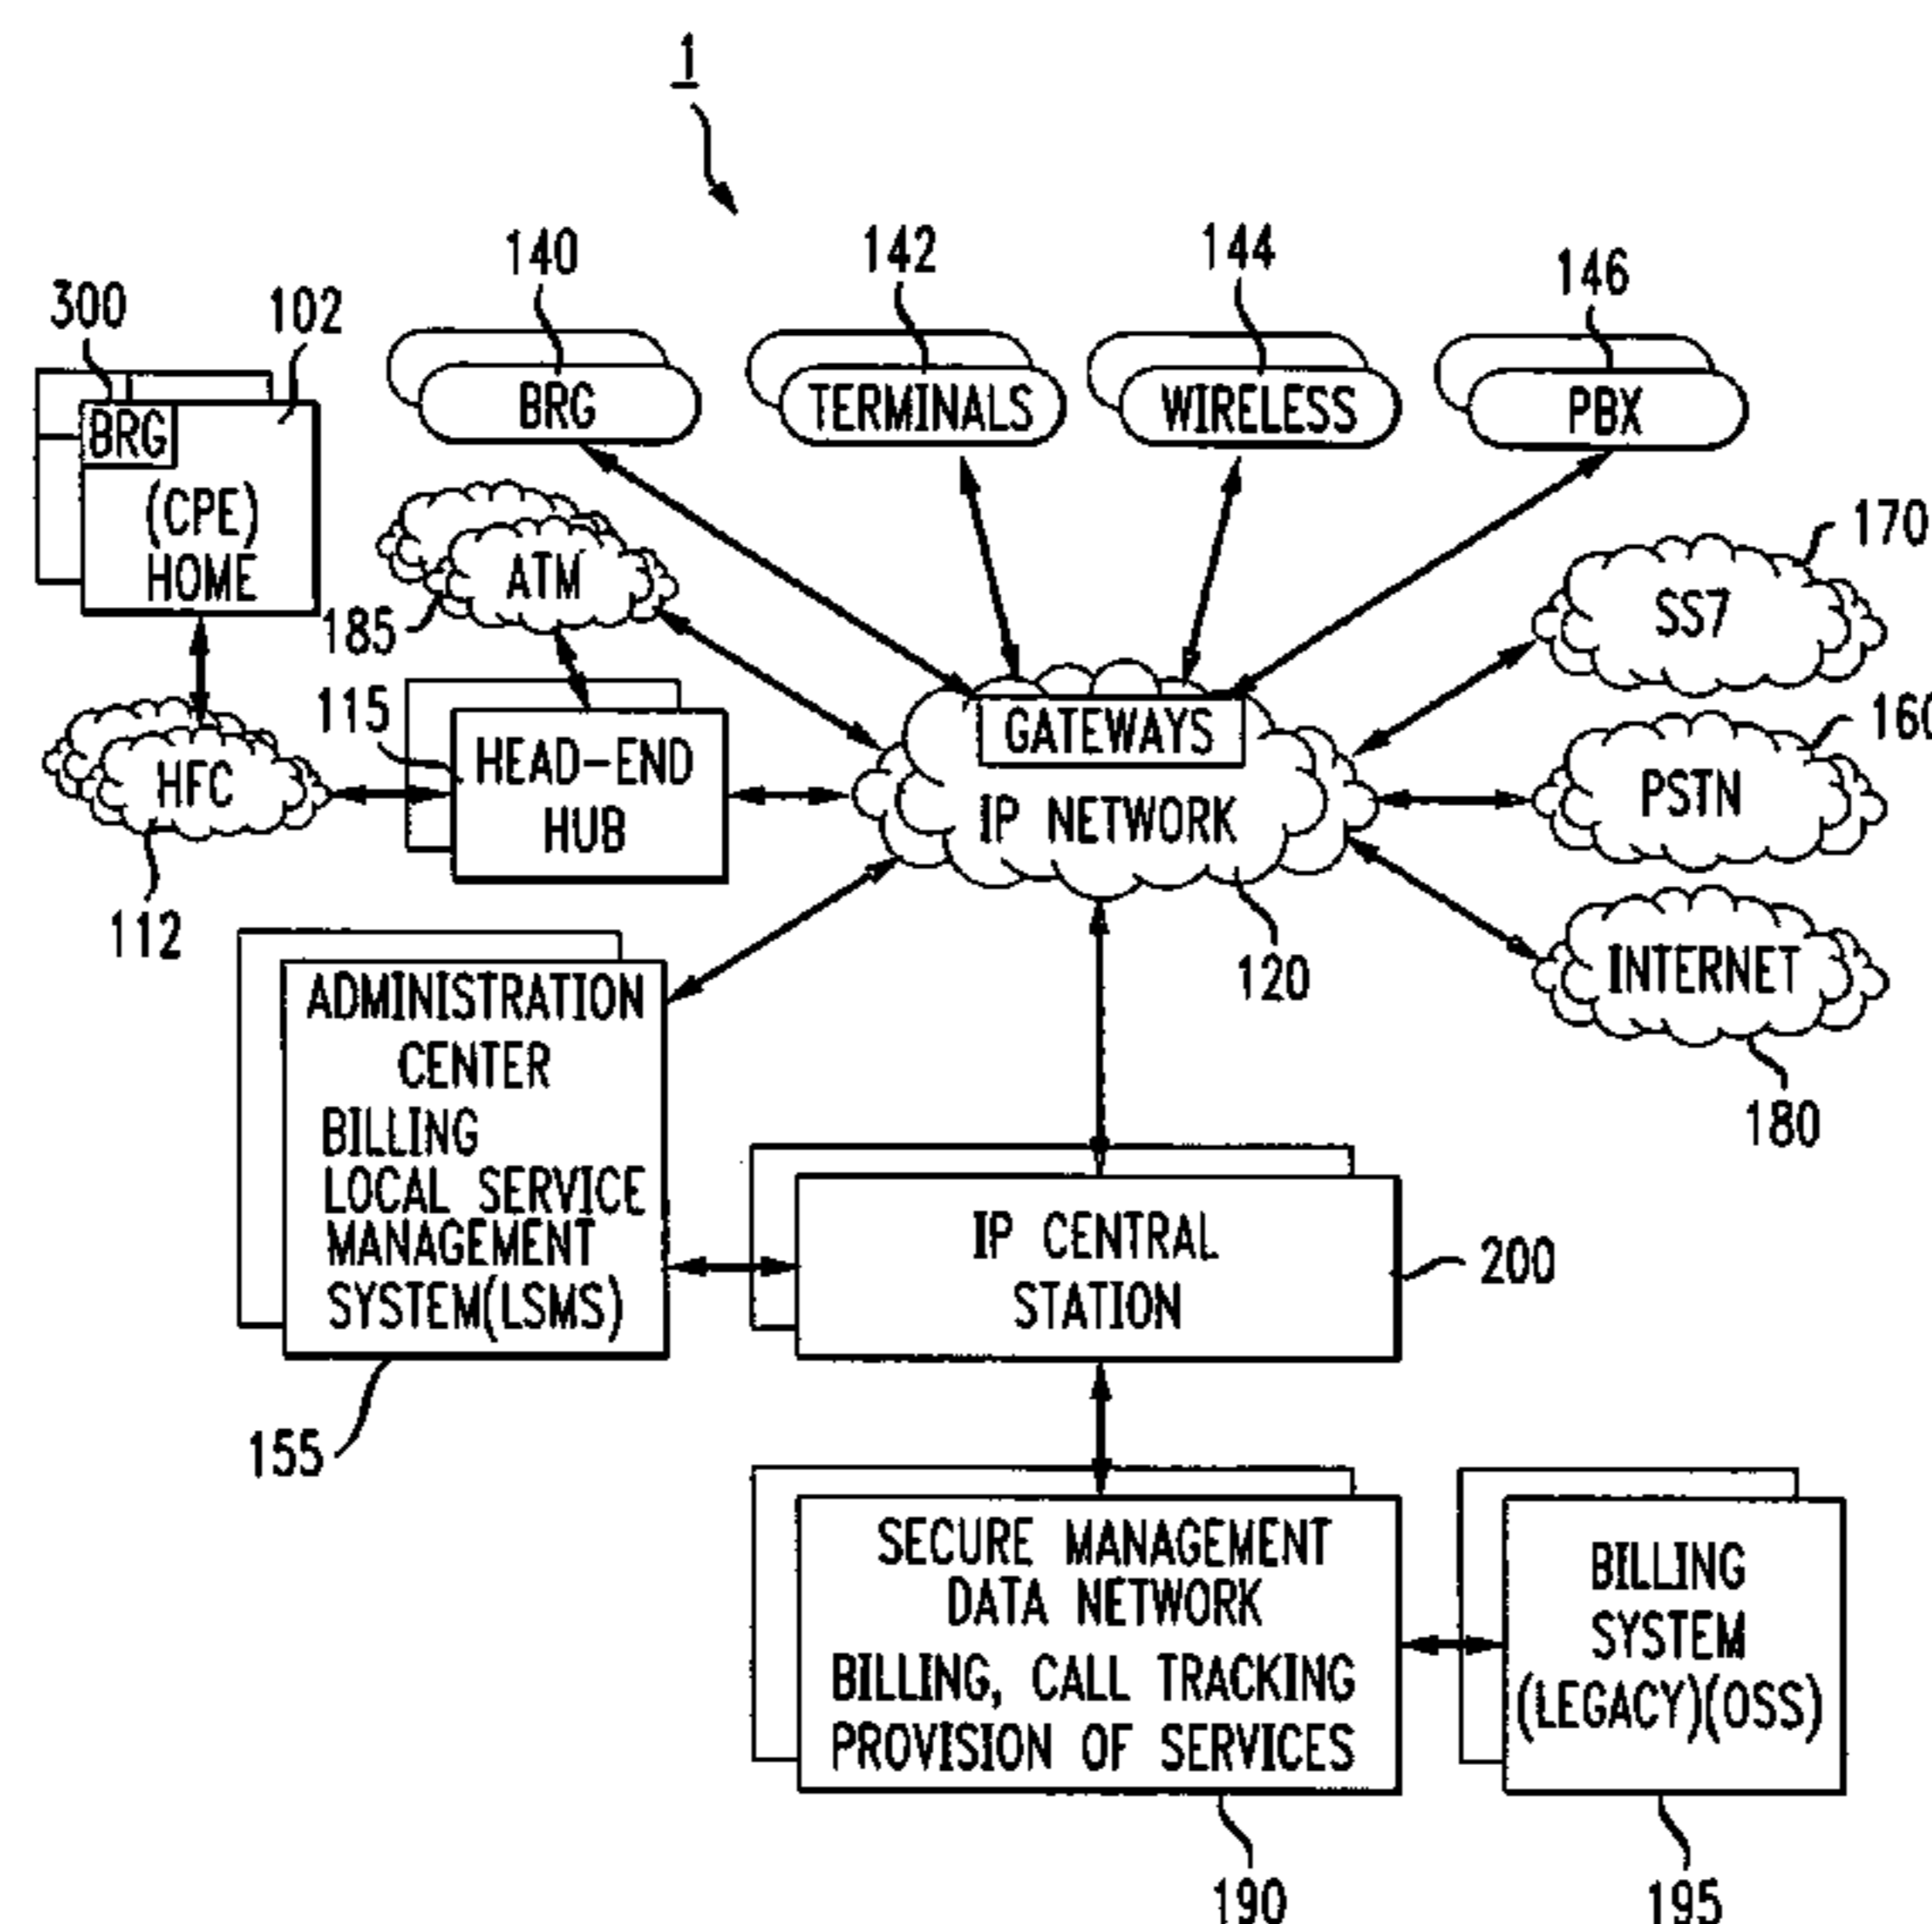 1
140
142
144
146
300
102
BRG
TERMINALS
WIRELESS
PBX
BRG
(CPE)
HOME
ATM
185
170
SS7
115
GATEWAYS
160
HEAD-END
HUB
HFC
IP NETWORK
PSTN
112
120
INTERNET
180
ADMINISTRATION
CENTER
BILLING
LOCAL SERVICE
MANAGEMENT
SYSTEM(LSMS)
IP CENTRAL
STATION
200
155
SECURE MANAGEMENT
DATA NETWORK
BILLING, CALL TRACKING
PROVISION OF SERVICES
BILLING
SYSTEM
(LEGACY)(OSS)
190
195